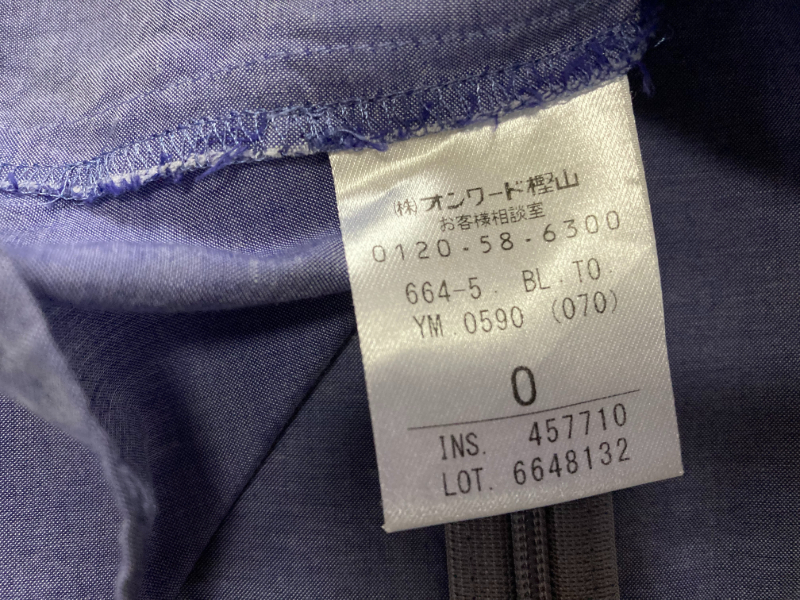 (株)オンワード樫山
お客様相談室
0120-58-6300
664-5. BL.TO.
YM 0590 (070)
0
INS. 457710
LOT. 6648132